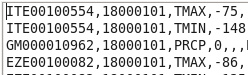 ITE00100554,18000101,TMAX,-75,
ITE00100554,18000101,TMIN,-148
GM000010962,18000101,PRCP,0,,,
EZE00100082,18000101,TMAX,-86,